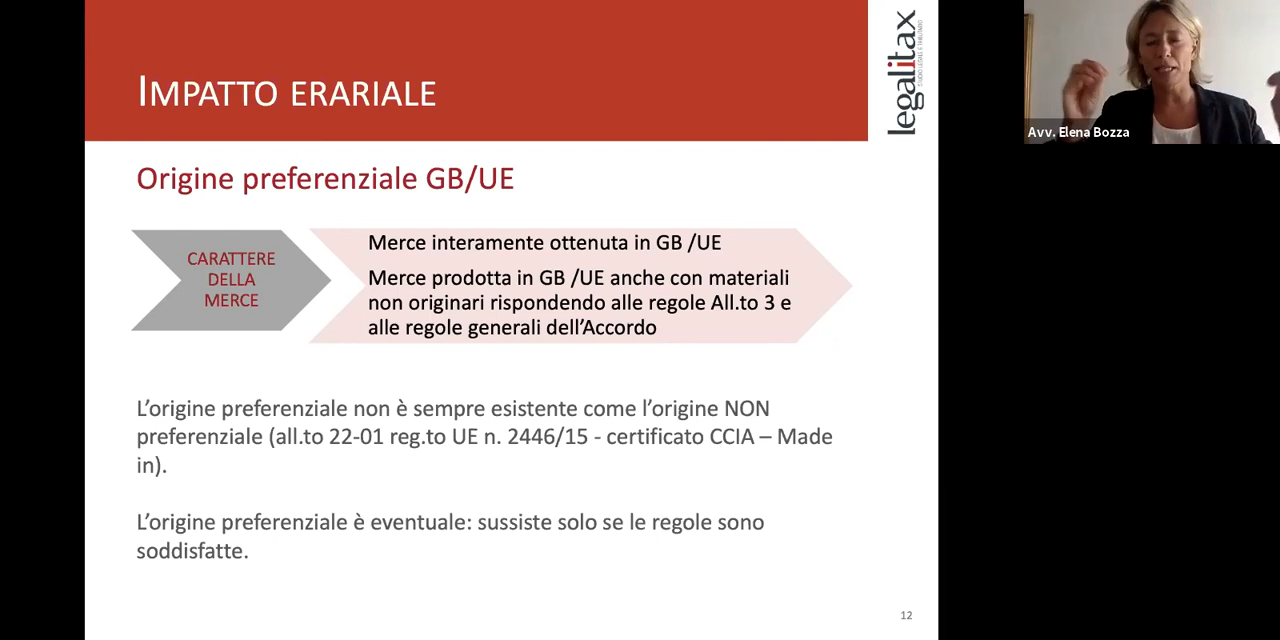 IMPATTO ERARIALE
legalitax
STUDIO LEGALE E TRIBUTARIO
Avv. Elena Bozza
Origine preferenziale GB/UE
CARATTERE
DELLA
MERCE
Merce interamente ottenuta in GB /UE
Merce prodotta in GB /UE anche con materiali
non originari rispondendo alle regole All.to 3 e
alle regole generali dell'Accordo
L'origine preferenziale non è sempre esistente come l'origine NON
preferenziale (all.to 22-01 reg.to UE n. 2446/15 - certificato CCIA – Made
in).
L'origine preferenziale è eventuale: sussiste solo se le regole sono
soddisfatte.
12